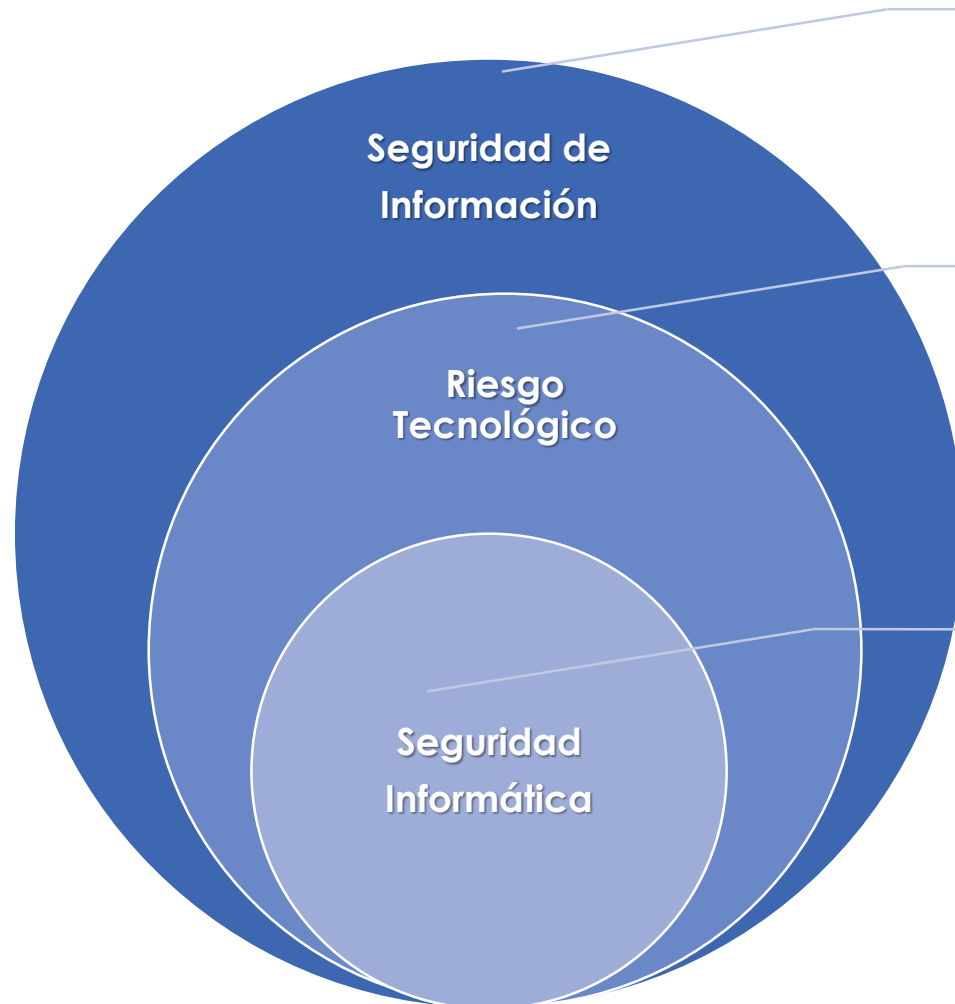 Seguridad de
Información
Riesgo
Tecnológico
Seguridad
Informática